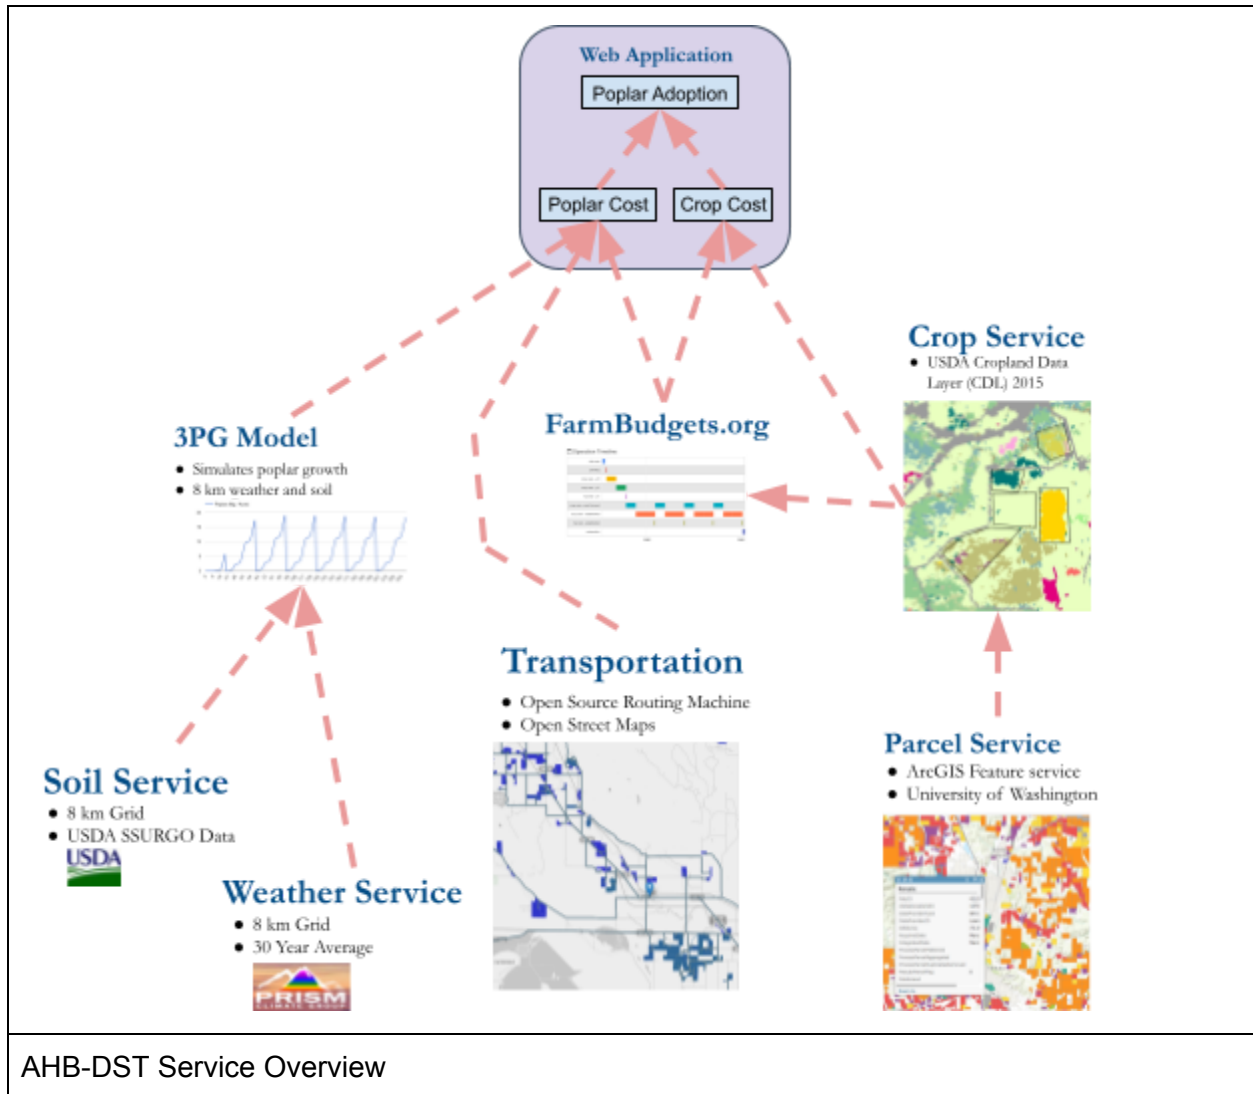 Web Application
Poplar Adoption
Poplar Cost
Crop Cost
Crop Service
● USDA Cropland Data
Layer (CDL) 2015
FarmBudgets.org
3PG Model
● Simulates poplar growth
● 8 km weather and soil
Transportation
● Open Source Routing Machine
● Open Street Maps
Parcel Service
● ArcGIS Feature service
● University of Washington
Soil Service
● 8 km Grid
● USDA SSURGO Data
USDA
Weather Service
● 8 km Grid
● 30 Year Average
PRISM
CLIMATE GROUP
AHB-DST Service Overview